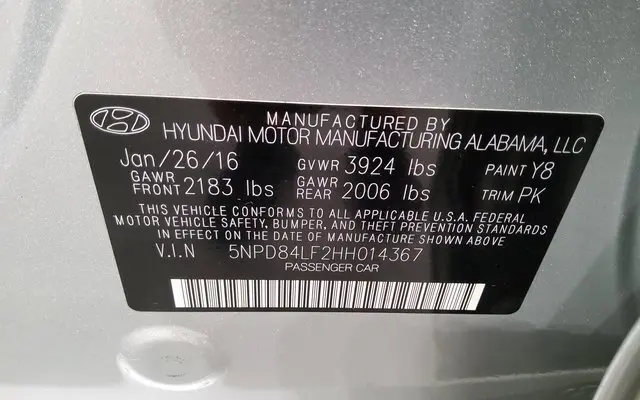 MANUFACTURED BY
HYUNDAI MOTOR MANUFACTURING ALABAMA, LLC
Jan/26/16 GVWR 3924 lbs PAINT Y8
GAWR FRONT 2183 lbs GAWR REAR 2006 lbs TRIM PK
THIS VEHICLE CONFORMS TO ALL APPLICABLE U.S.A. FEDERAL
MOTOR VEHICLE SAFETY, BUMPER, AND THEFT PREVENTION STANDARDS
IN EFFECT ON THE DATE OF MANUFACTURE SHOWN ABOVE
V.I.N 5NPD84LF2HH014367
PASSENGER CAR